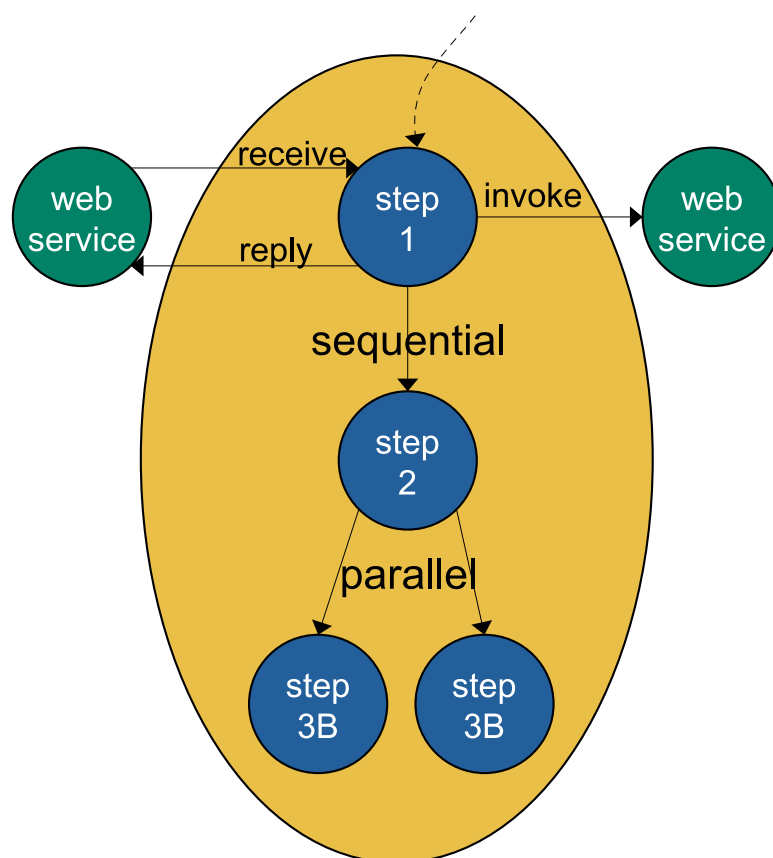 receive
web
service
step
1
invoke
web
service
reply
sequential
step
2
parallel
step
3B
step
3B